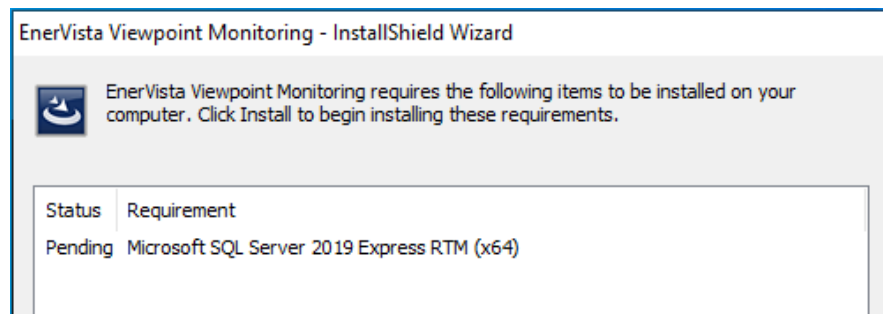 EnerVista Viewpoint Monitoring - InstallShield Wizard
EnerVista Viewpoint Monitoring requires the following items to be installed on your
computer. Click Install to begin installing these requirements.
Status Requirement
Pending Microsoft SQL Server 2019 Express RTM (x64)